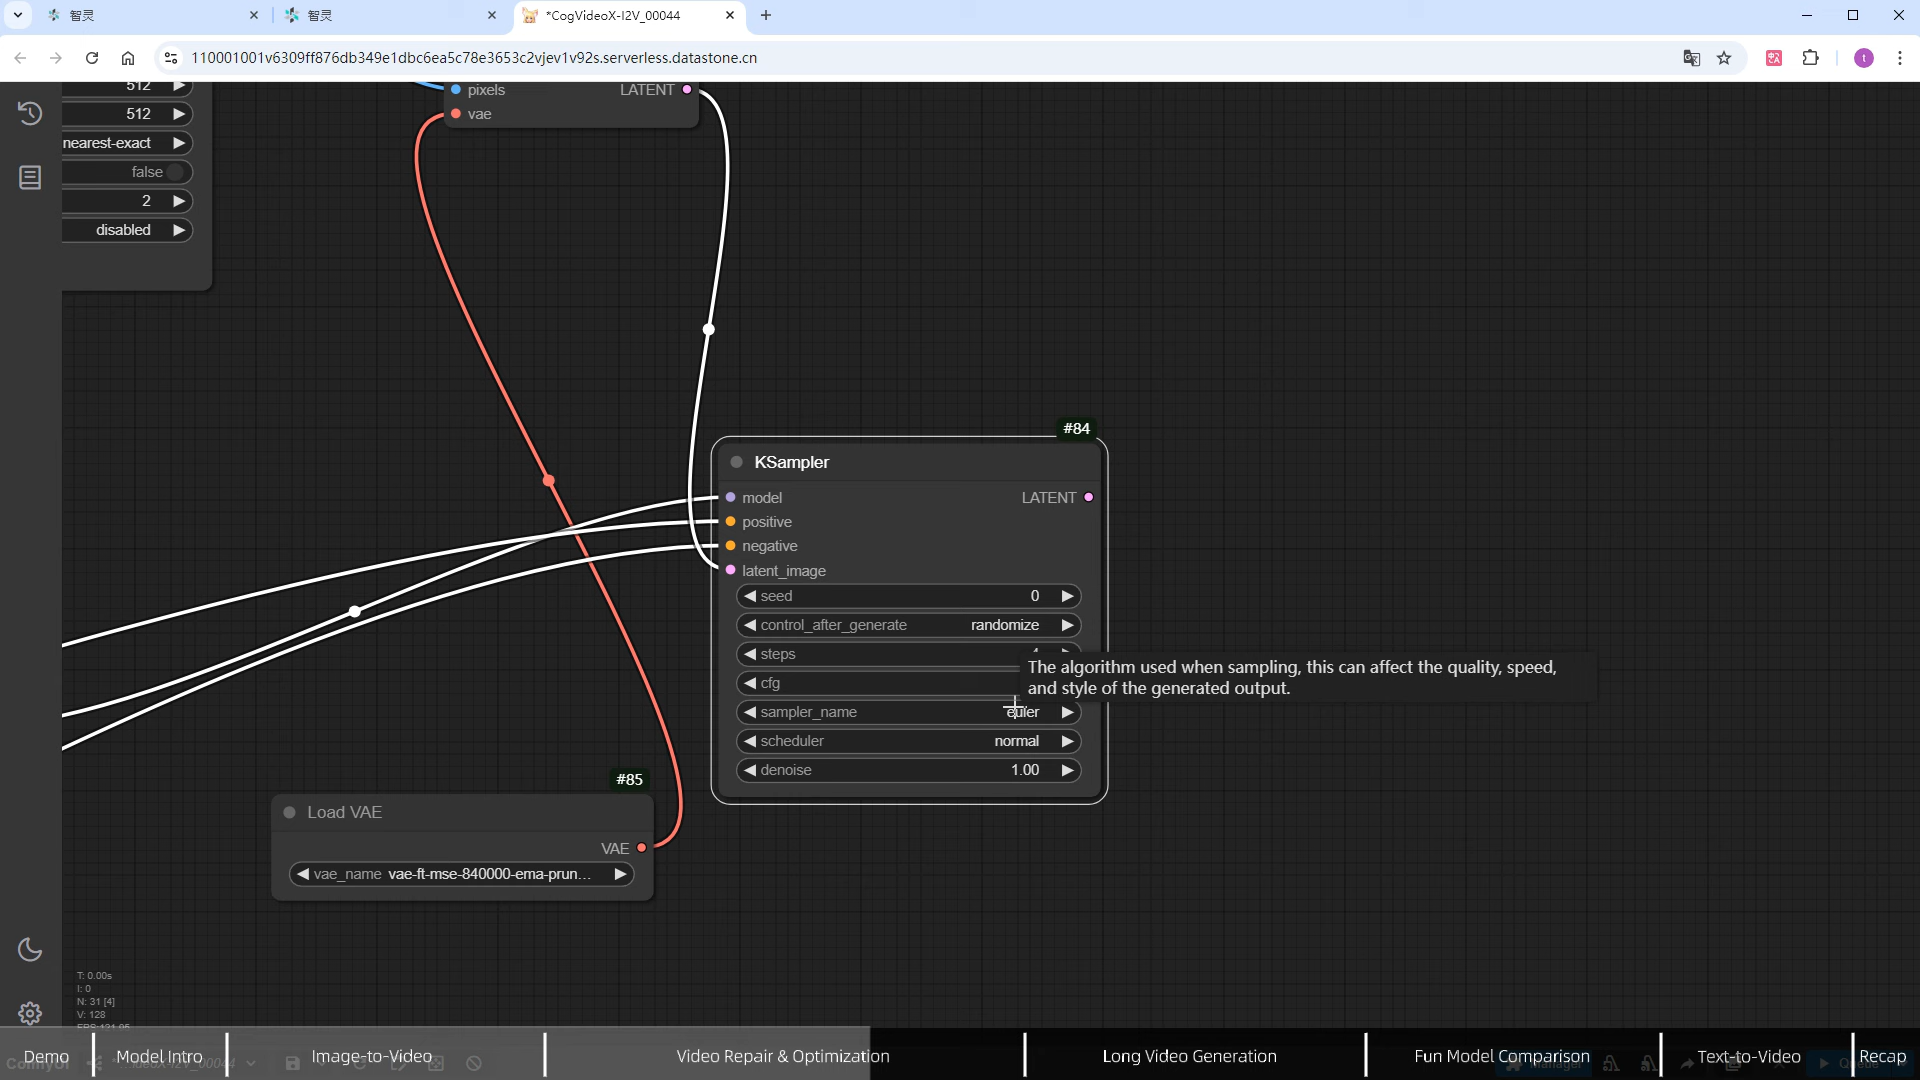 智灵
智灵
*CogVideoX-I2V_00044
110001001v6309ff876db349e1dbc6ea5c78e3653c2vjev1v92s.serverless.datastone.cn
512
pixels
LATENT
512
vae
nearest-exact
false
2
disabled
#84
KSampler
model
LATENT
positive
negative
latent_image
seed 0
control_after_generate randomize
steps
cfg
The algorithm used when sampling, this can affect the quality, speed,
and style of the generated output.
sampler_name euler
scheduler normal
denoise 1.00
#85
Load VAE
VAE
vae_name vae-ft-mse-840000-ema-prun...
T: 0.00s
I: 0
N: 31 [4]
V: 128
Demo
Model Intro
Image-to-Video
Video Repair & Optimization
Long Video Generation
Fun Model Comparison
Text-to-Video
Recap